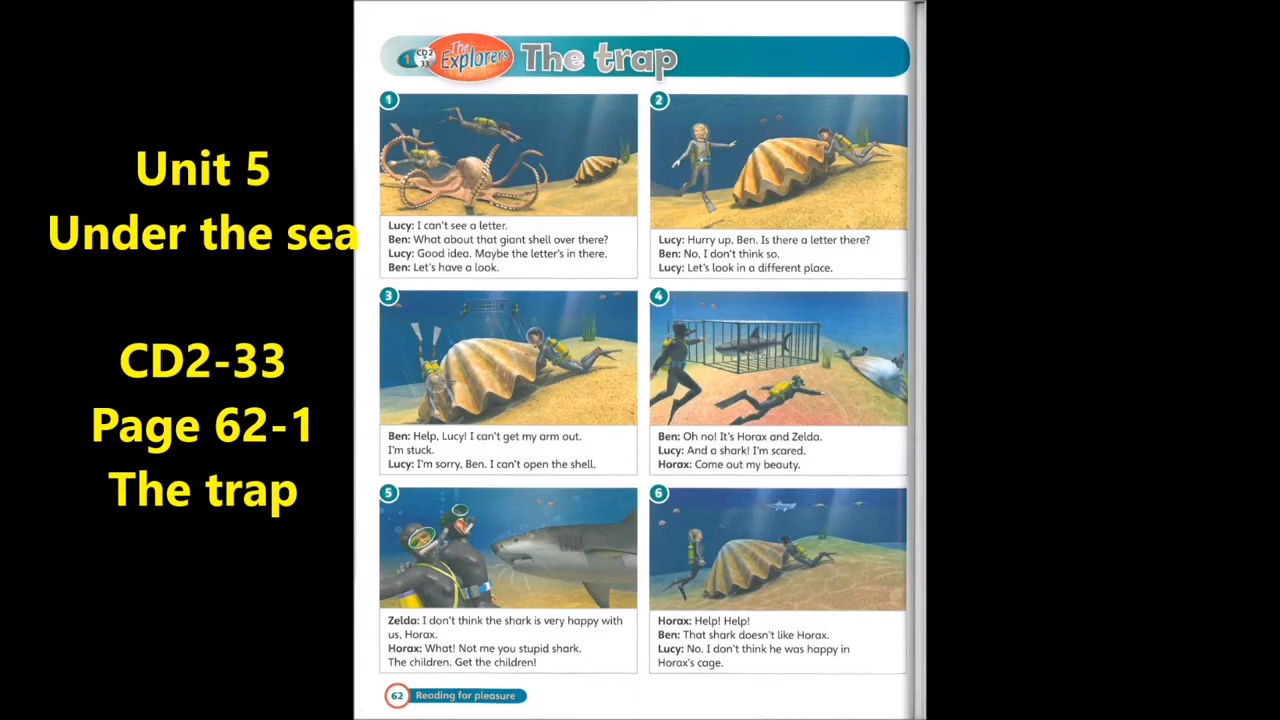 Unit 5
Under the sea
CD2-33
Page 62-1
The trap
1 CD2 33 The Explorers The trap
1
Lucy: I can't see a letter.
Ben: What about that giant shell over there?
Lucy: Good idea. Maybe the letter's in there.
Ben: Let's have a look.
2
Lucy: Hurry up, Ben. Is there a letter there?
Ben: No, I don't think so.
Lucy: Let's look in a different place.
3
Ben: Help, Lucy! I can't get my arm out.
I'm stuck.
Lucy: I'm sorry, Ben. I can't open the shell.
4
Ben: Oh no! It's Horax and Zelda.
Lucy: And a shark! I'm scared.
Horax: Come out my beauty.
5
Zelda: I don't think the shark is very happy with
us, Horax.
Horax: What! Not me you stupid shark.
The children. Get the children!
6
Horax: Help! Help!
Ben: That shark doesn't like Horax.
Lucy: No. I don't think he was happy in
Horax's cage.
62 Reading for pleasure